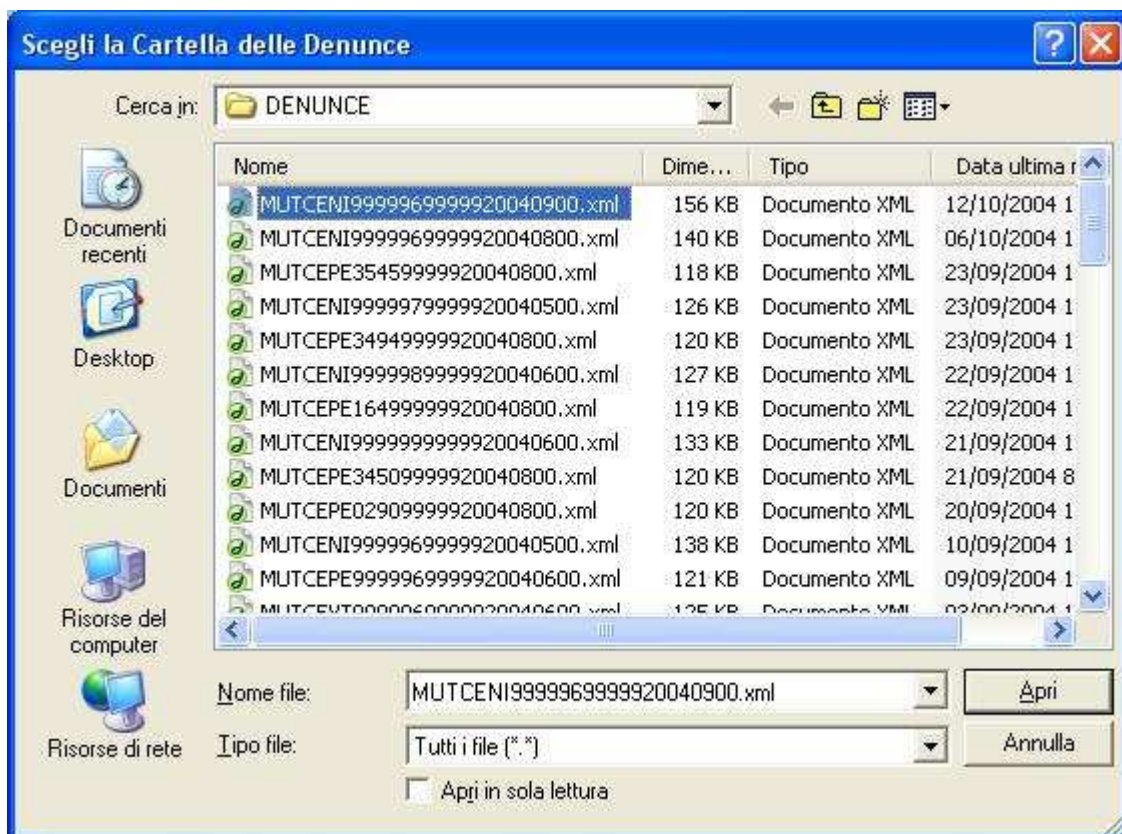 Scegli la Cartella delle Denunce
Cerca in: DENUNCE
Nome Dime... Tipo Data ultima r
MUTCENI9999969999920040900.xml 156 KB Documento XML 12/10/2004 1
MUTCENI9999969999920040800.xml 140 KB Documento XML 06/10/2004 1
MUTCEPE35459999920040800.xml 118 KB Documento XML 23/09/2004 1
MUTCENI9999979999920040500.xml 126 KB Documento XML 23/09/2004 1
MUTCEPE34949999920040800.xml 120 KB Documento XML 23/09/2004 1
MUTCENI9999989999920040600.xml 127 KB Documento XML 22/09/2004 1
MUTCEPE16499999920040800.xml 119 KB Documento XML 22/09/2004 1
MUTCENI9999999999920040600.xml 133 KB Documento XML 21/09/2004 1
MUTCEPE34509999920040800.xml 120 KB Documento XML 21/09/2004 8
MUTCEPE02909999920040800.xml 120 KB Documento XML 20/09/2004 1
MUTCENI9999969999920040500.xml 138 KB Documento XML 10/09/2004 1
MUTCEPE9999969999920040600.xml 121 KB Documento XML 09/09/2004 1
Documento XML
Documenti recenti
Desktop
Documenti
Risorse del computer
Risorse di rete
Nome file: MUTCENI9999969999920040900.xml Apri
Tipo file: Tutti i file (*.*) Annulla
Apri in sola lettura